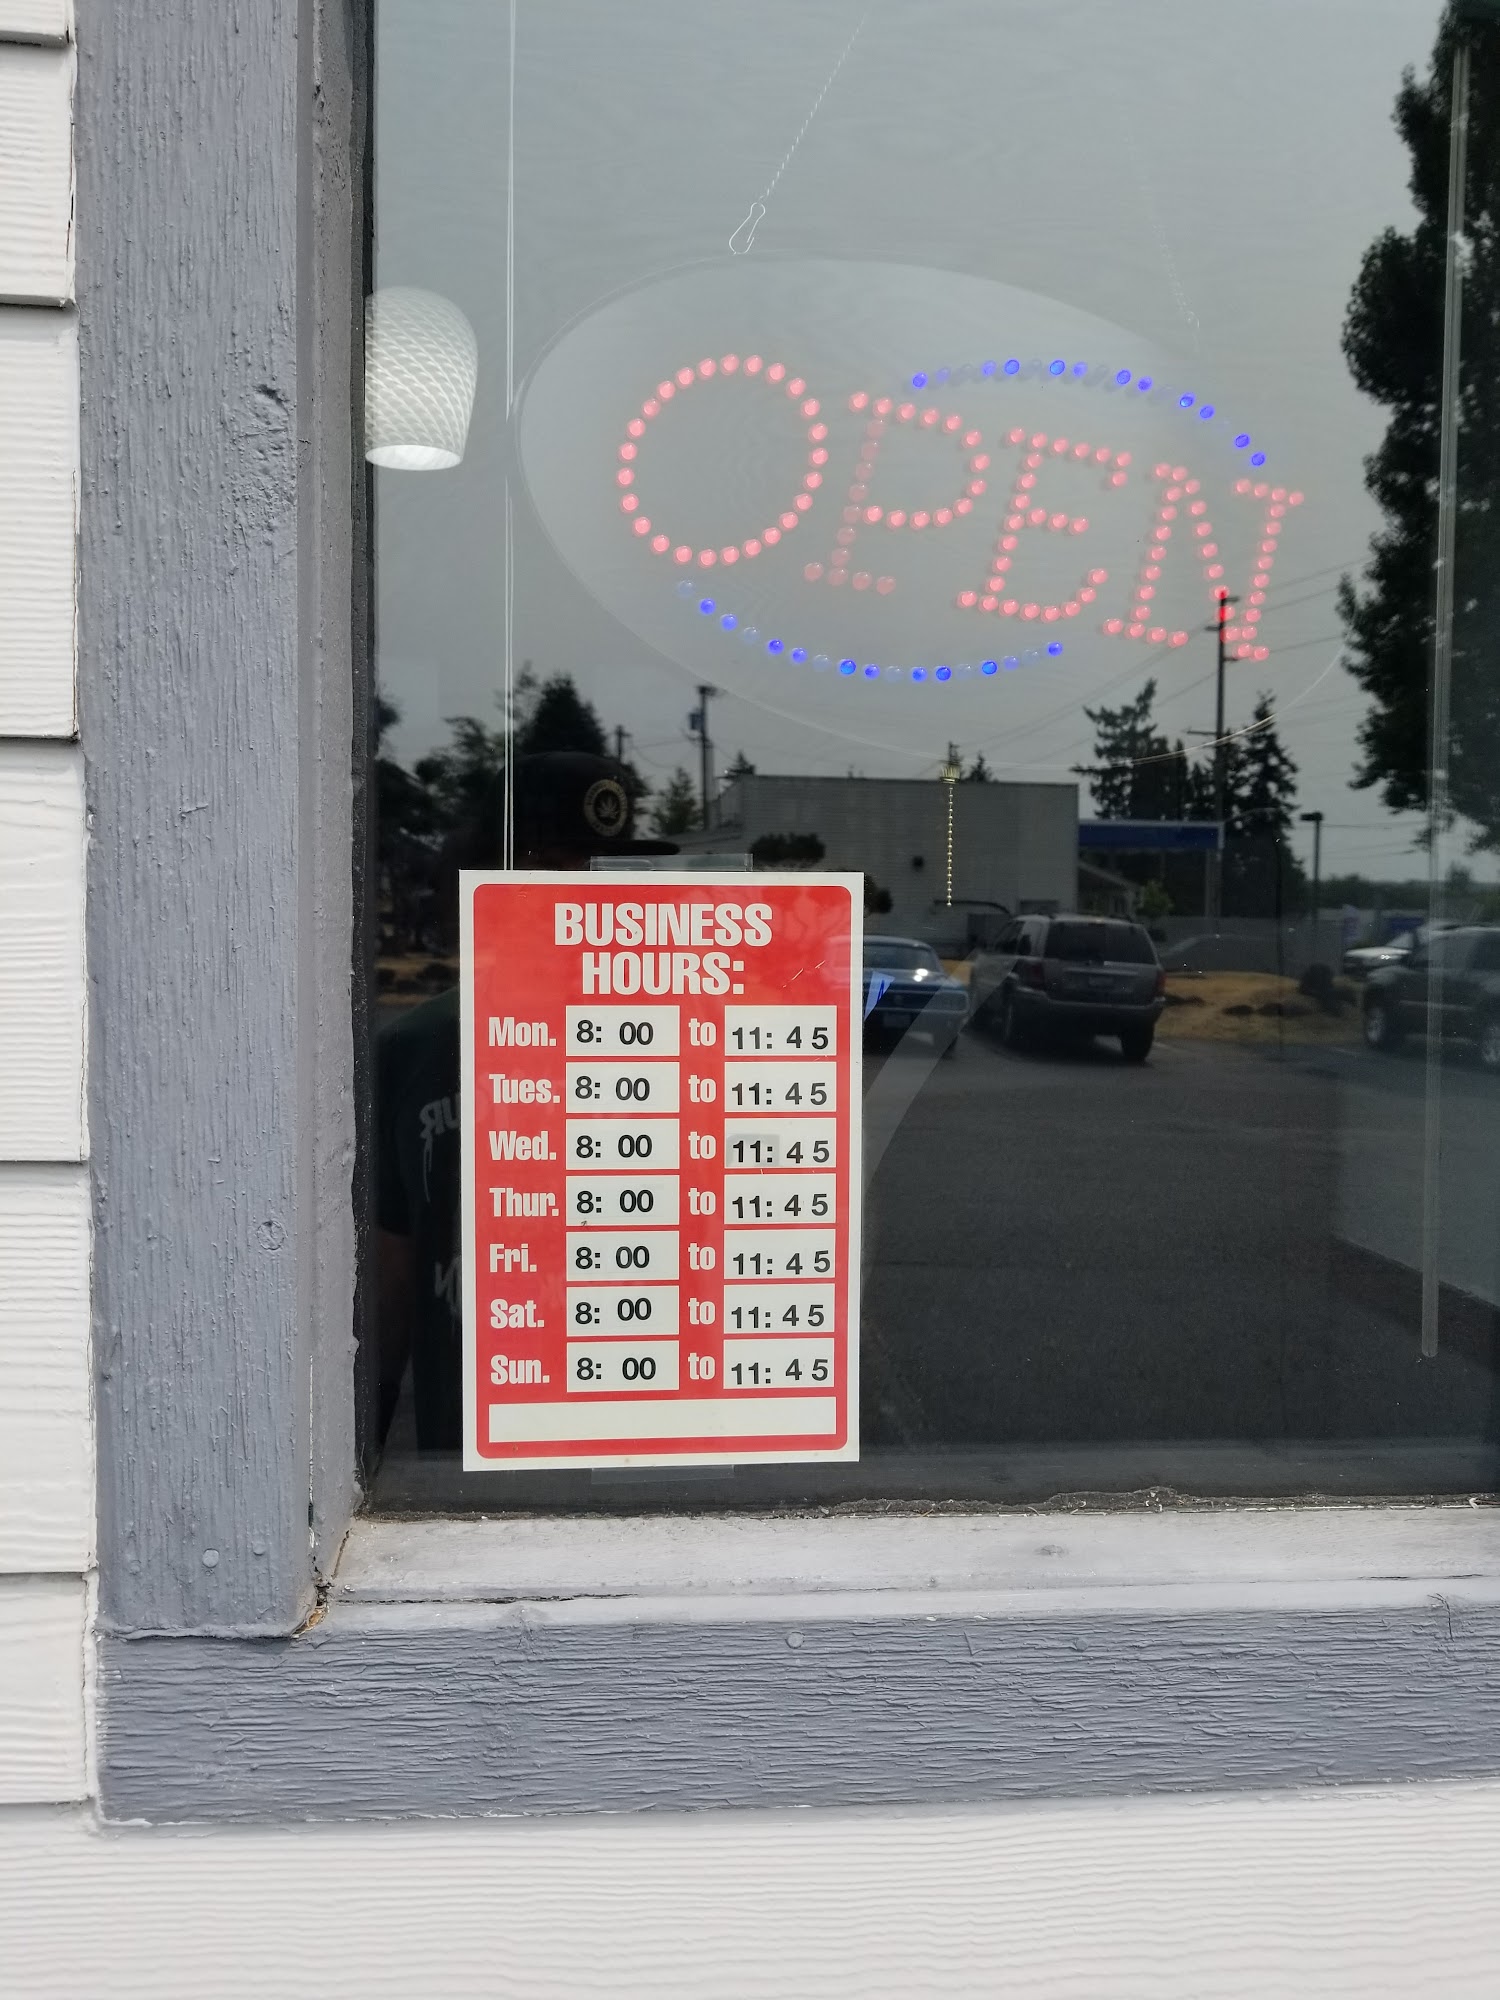 OPEN
BUSINESS
HOURS:
Mon. 8: 00 to 11: 45
Tues. 8: 00 to 11: 45
Wed. 8: 00 to 11: 45
Thur. 8: 00 to 11: 45
Fri. 8: 00 to 11: 45
Sat. 8: 00 to 11: 45
Sun. 8: 00 to 11: 45